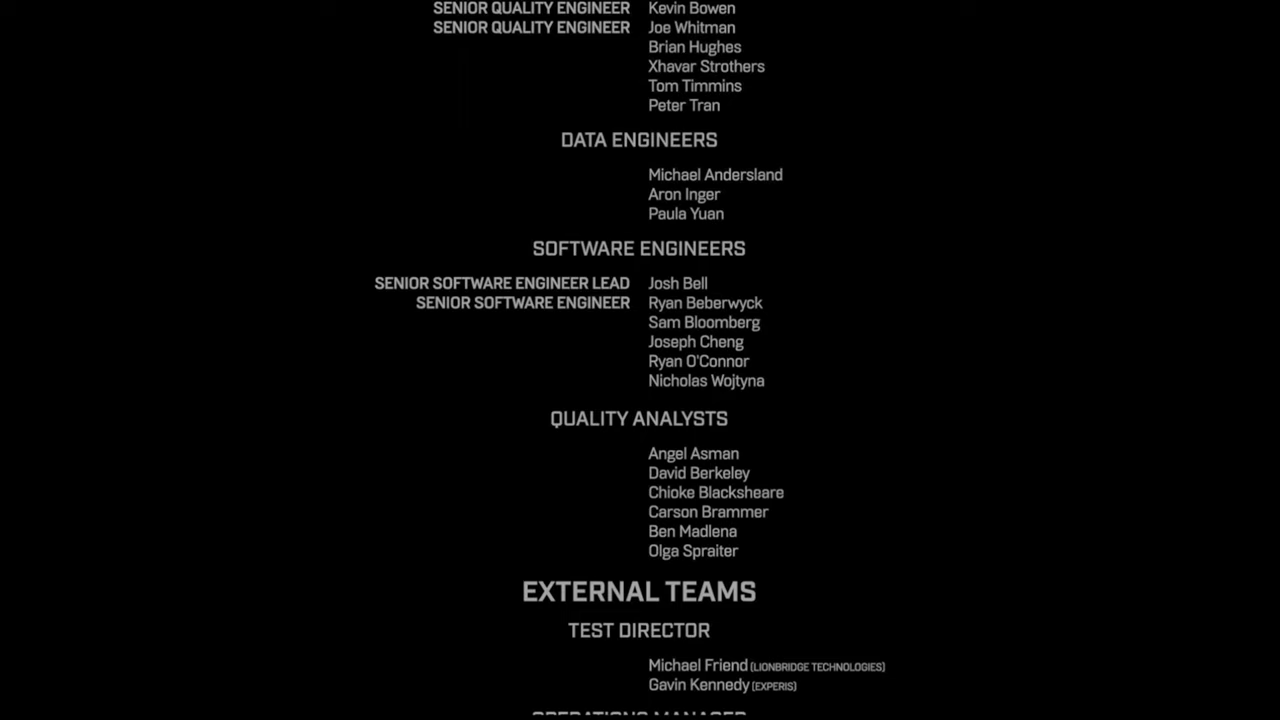 SENIOR QUALITY ENGINEER Kevin Bowen
SENIOR QUALITY ENGINEER Joe Whitman
Brian Hughes
Xhavar Strothers
Tom Timmins
Peter Tran
DATA ENGINEERS
Michael Andersland
Aron Inger
Paula Yuan
SOFTWARE ENGINEERS
SENIOR SOFTWARE ENGINEER LEAD Josh Bell
SENIOR SOFTWARE ENGINEER Ryan Beberwyck
Sam Bloomberg
Joseph Cheng
Ryan O'Connor
Nicholas Wojtyna
QUALITY ANALYSTS
Angel Asman
David Berkeley
Chioke Blacksheare
Carson Brammer
Ben Madlena
Olga Spraiter
EXTERNAL TEAMS
TEST DIRECTOR
Michael Friend (LIONBRIDGE TECHNOLOGIES)
Gavin Kennedy (EXPERIS)
OPERATIONS MANAGER